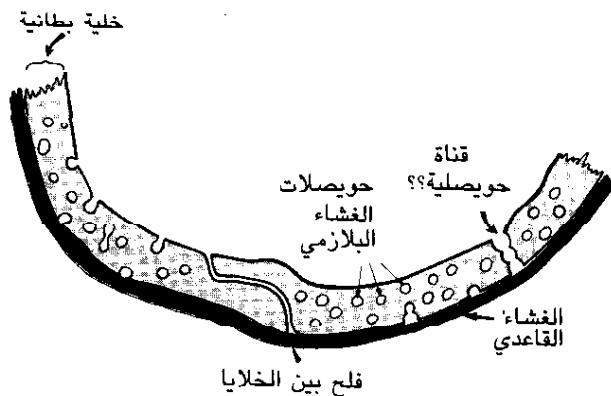 خلية بطانية
قناة
حويصلية؟؟
حويصلات
الغشاء
البلازمي
الغشاء
القاعدي
فلح بين الخلايا